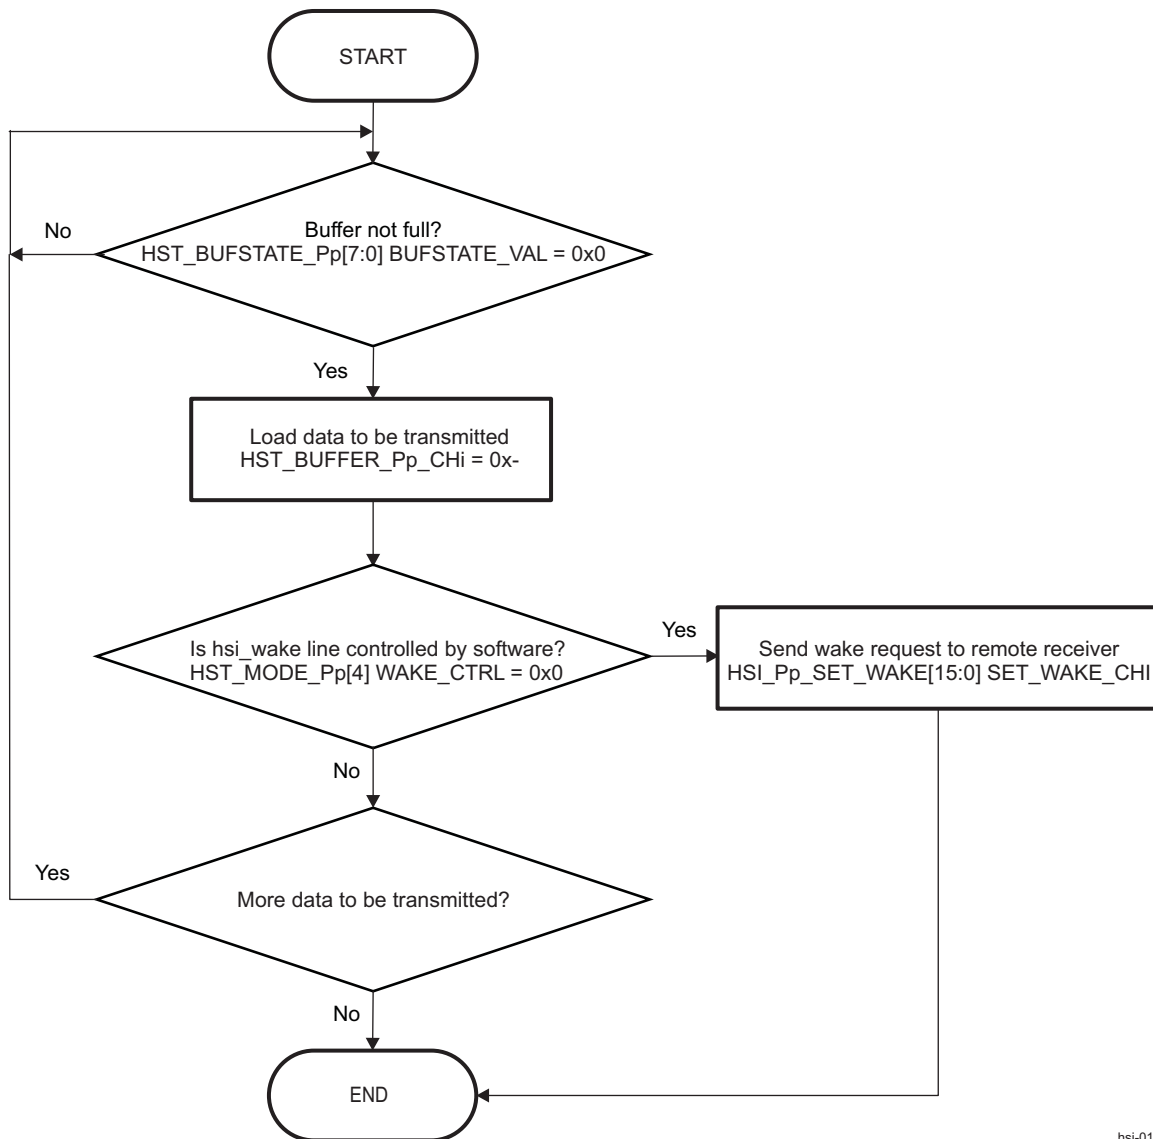 START
No
Buffer not full?
HST_BUFSTATE_Pp[7:0] BUFSTATE_VAL = 0x0
Yes
Load data to be transmitted
HST_BUFFER_Pp_CHi = 0x-
Is hsi_wake line controlled by software?
HST_MODE_Pp[4] WAKE_CTRL = 0x0
Yes
Send wake request to remote receiver
HSI_Pp_SET_WAKE[15:0] SET_WAKE_CHI
No
Yes
More data to be transmitted?
No
END
hsi-01